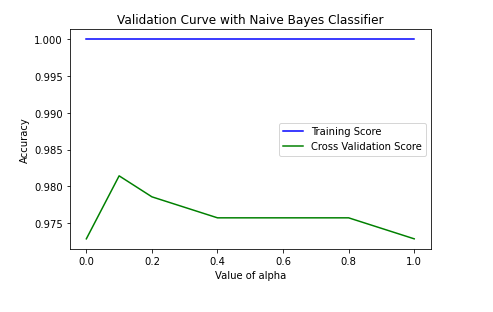 Validation Curve with Naive Bayes Classifier
1.000
0.995
0.990
0.985
0.980
0.975
Accuracy
Training Score
Cross Validation Score
0.0 0.2 0.4 0.6 0.8 1.0
Value of alpha